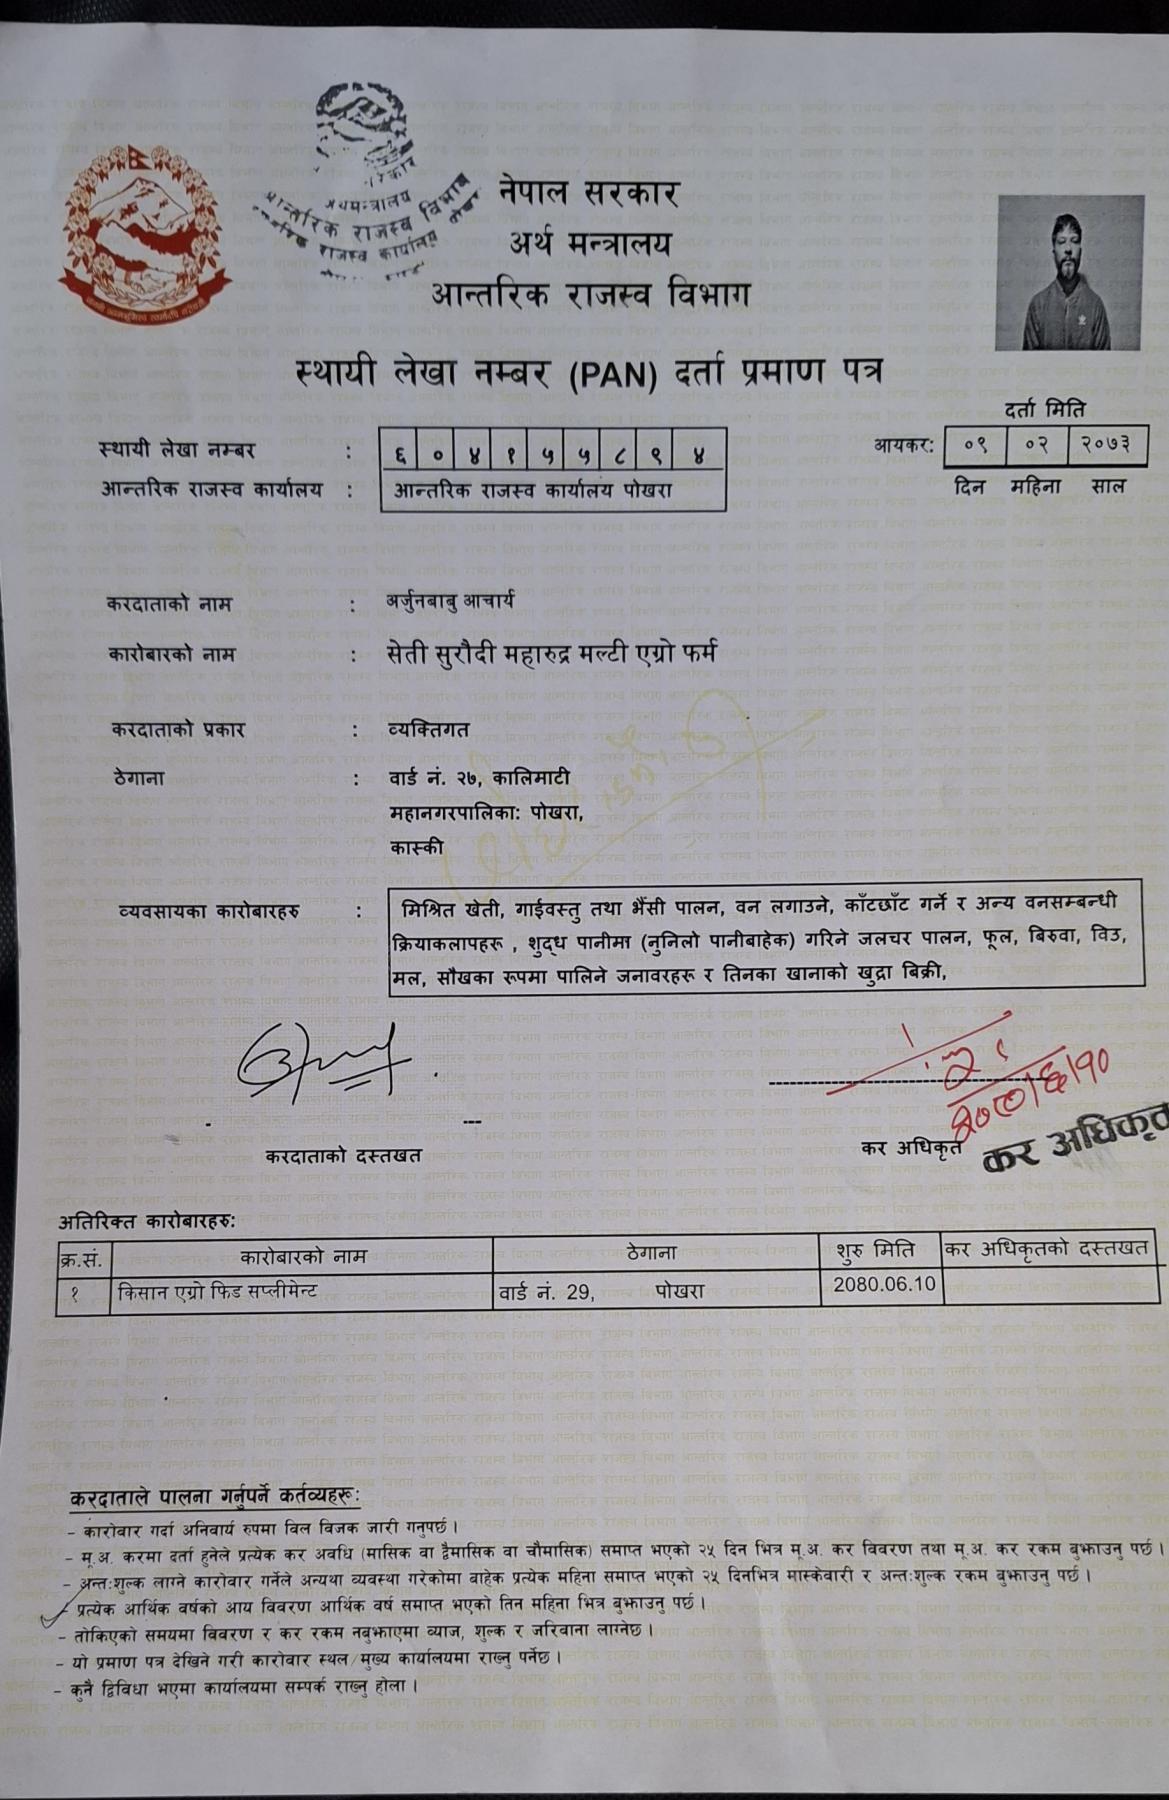 नेपाल सरकार
अर्थ मन्त्रालय
आन्तरिक राजस्व विभाग
आन्तरिक राजस्व विभाग
राजस्व कार्यालय
स्थायी लेखा नम्बर (PAN) दर्ता प्रमाण पत्र
दर्ता मिति
स्थायी लेखा नम्बर : ६ ० ४ १ ५ ५ ८ ९ ४
आयकर: ०९ ०२ २०७३
दिन महिना साल
आन्तरिक राजस्व कार्यालय : आन्तरिक राजस्व कार्यालय पोखरा
करदाताको नाम : अर्जुनबाबु आचार्य
कारोबारको नाम : सेती सुरौदी महारुद्र मल्टी एग्रो फर्म
करदाताको प्रकार : व्यक्तिगत
ठेगाना : वार्ड नं. २७, कालिमाटी
महानगरपालिका: पोखरा,
कास्की
व्यवसायका कारोबारहरु : मिश्रित खेती, गाईवस्तु तथा भैंसी पालन, वन लगाउने, काँटछाँट गर्ने र अन्य वनसम्बन्धी
क्रियाकलापहरू , शुद्ध पानीमा (नुनिलो पानीबाहेक) गरिने जलचर पालन, फूल, बिरुवा, विउ,
मल, सौखका रूपमा पालिने जनावरहरू र तिनका खानाको खुद्रा बिक्री,
२०८०/६/१०
करदाताको दस्तखत
कर अधिकृत
कर अधिकृत
अतिरिक्त कारोबारहरु:
क्र.सं. कारोबारको नाम ठेगाना शुरु मिति कर अधिकृतको दस्तखत
१ किसान एग्रो फिड सप्लीमेन्ट वार्ड नं. 29, पोखरा 2080.06.10
करदाताले पालना गर्नुपर्ने कर्तव्यहरू:
- कारोवार गर्दा अनिवार्य रुपमा विल विजक जारी गनुपर्छ ।
- मू.अ. करमा दर्ता हुनेले प्रत्येक कर अवधि (मासिक वा द्वैमासिक वा चौमासिक) समाप्त भएको २५ दिन भित्र मू.अ. कर विवरण तथा मू.अ. कर रकम बुझाउनु पर्छ ।
- अन्त:शुल्क लाग्ने कारोवार गर्नेले अन्यथा व्यवस्था गरेकोमा बाहेक प्रत्येक महिना समाप्त भएको २५ दिनभित्र मास्केवारी र अन्त:शुल्क रकम बुझाउनु पर्छ ।
- प्रत्येक आर्थिक वर्षको आय विवरण आर्थिक वर्ष समाप्त भएको तिन महिना भित्र बुझाउनु पर्छ ।
- तोकिएको समयमा विवरण र कर रकम नबुझाएमा व्याज, शुल्क र जरिवाना लाग्नेछ ।
- यो प्रमाण पत्र देखिने गरी कारोवार स्थल/मुख्य कार्यालयमा राख्नु पर्नेछ ।
- कुनै द्विविधा भएमा कार्यालयमा सम्पर्क राख्नु होला ।